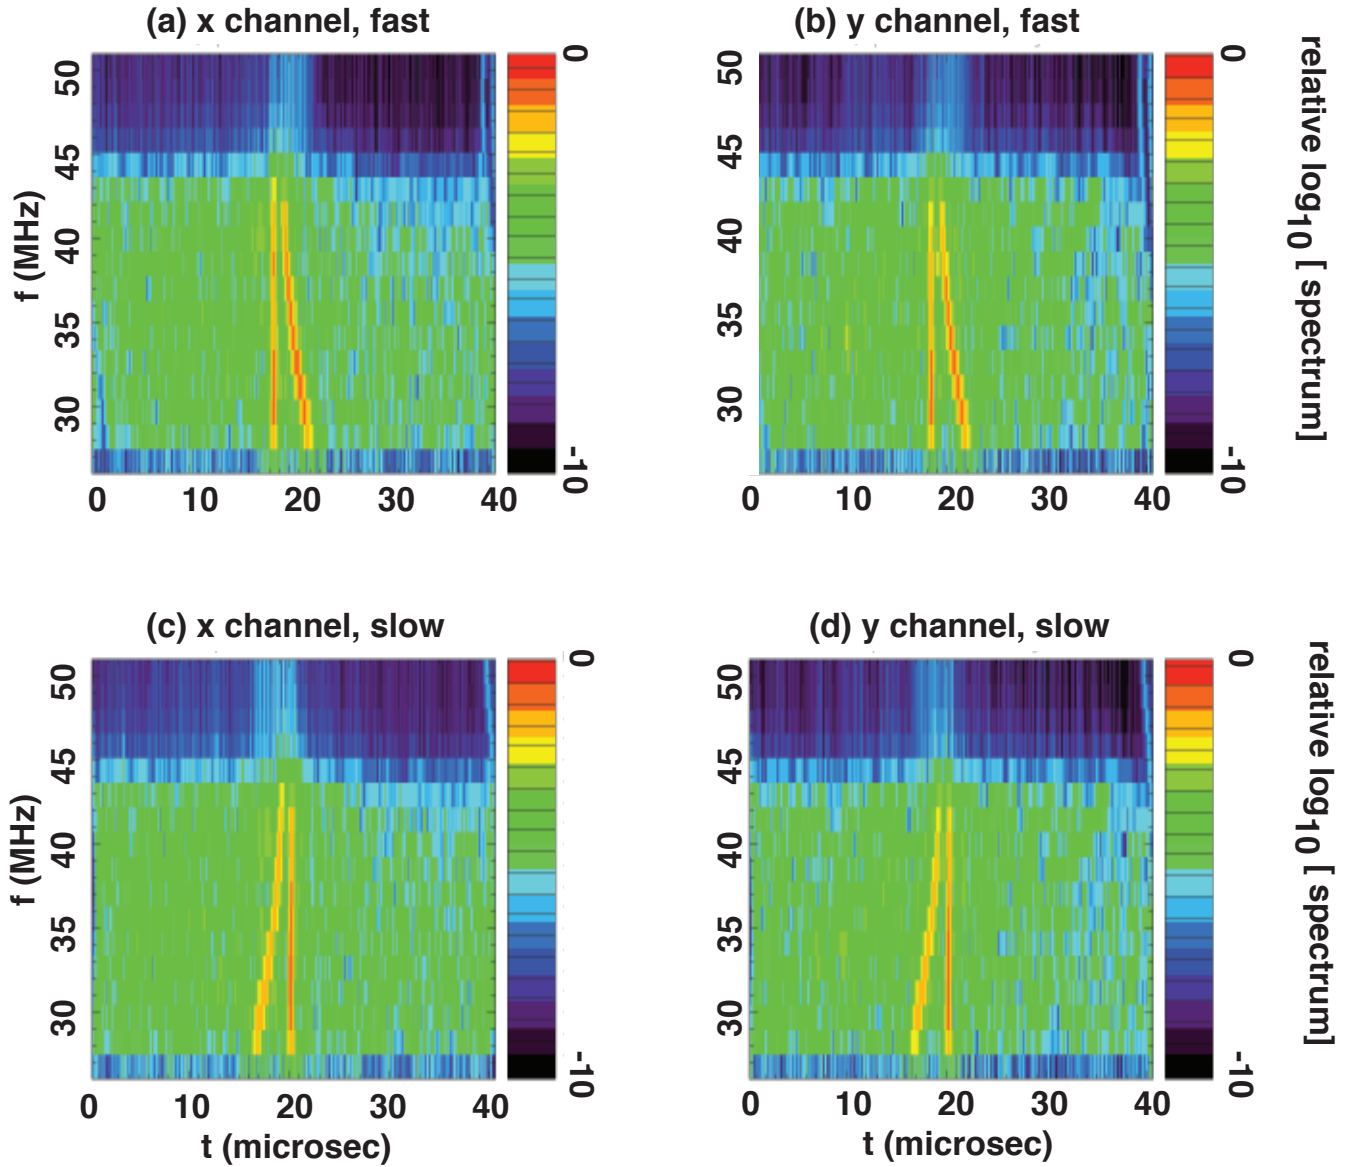 (a) x channel, fast
(b) y channel, fast
f (MHz)
50
45
40
35
30
0
-10
0 10 20 30 40
50
45
40
35
30
0
-10
0 10 20 30 40
relative log10 [ spectrum]
(c) x channel, slow
(d) y channel, slow
f (MHz)
50
45
40
35
30
0
-10
0 10 20 30 40
t (microsec)
50
45
40
35
30
0
-10
0 10 20 30 40
t (microsec)
relative log10 [ spectrum]